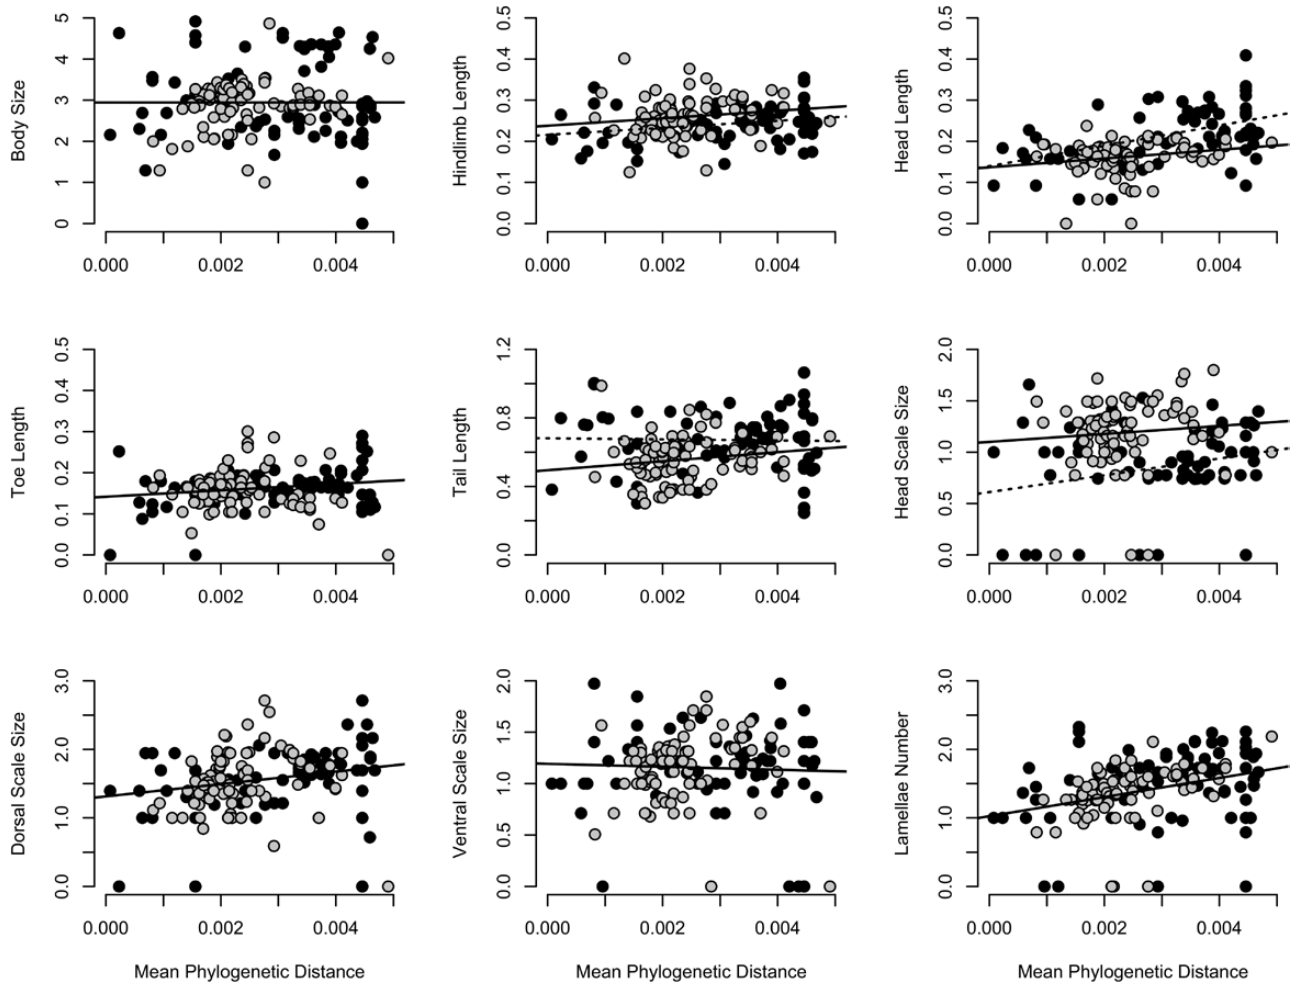 Body Size
0 1 2 3 4 5
0.000 0.002 0.004
Hindlimb Length
0.0 0.1 0.2 0.3 0.4 0.5
0.000 0.002 0.004
Head Length
0.0 0.1 0.2 0.3 0.4 0.5
0.000 0.002 0.004
Toe Length
0.0 0.1 0.2 0.3 0.4 0.5
0.000 0.002 0.004
Tail Length
0.0 0.4 0.8 1.2
0.000 0.002 0.004
Head Scale Size
0.0 0.5 1.0 1.5 2.0
0.000 0.002 0.004
Dorsal Scale Size
0.0 1.0 2.0 3.0
0.000 0.002 0.004
Mean Phylogenetic Distance
Ventral Scale Size
0.0 0.5 1.0 1.5 2.0
0.000 0.002 0.004
Mean Phylogenetic Distance
Lamellae Number
0.0 1.0 2.0 3.0
0.000 0.002 0.004
Mean Phylogenetic Distance